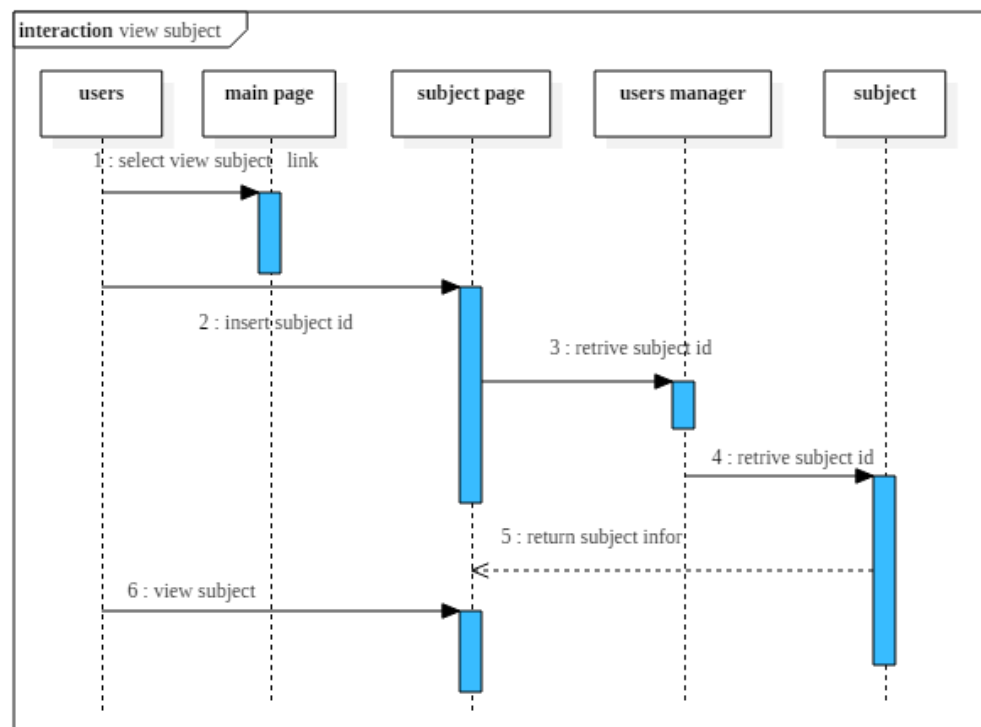 interaction view subject
users
main page
subject page
users manager
subject
1 : select view subject link
2 : insert subject id
3 : retrive subject id
4 : retrive subject id
5 : return subject infor
6 : view subject